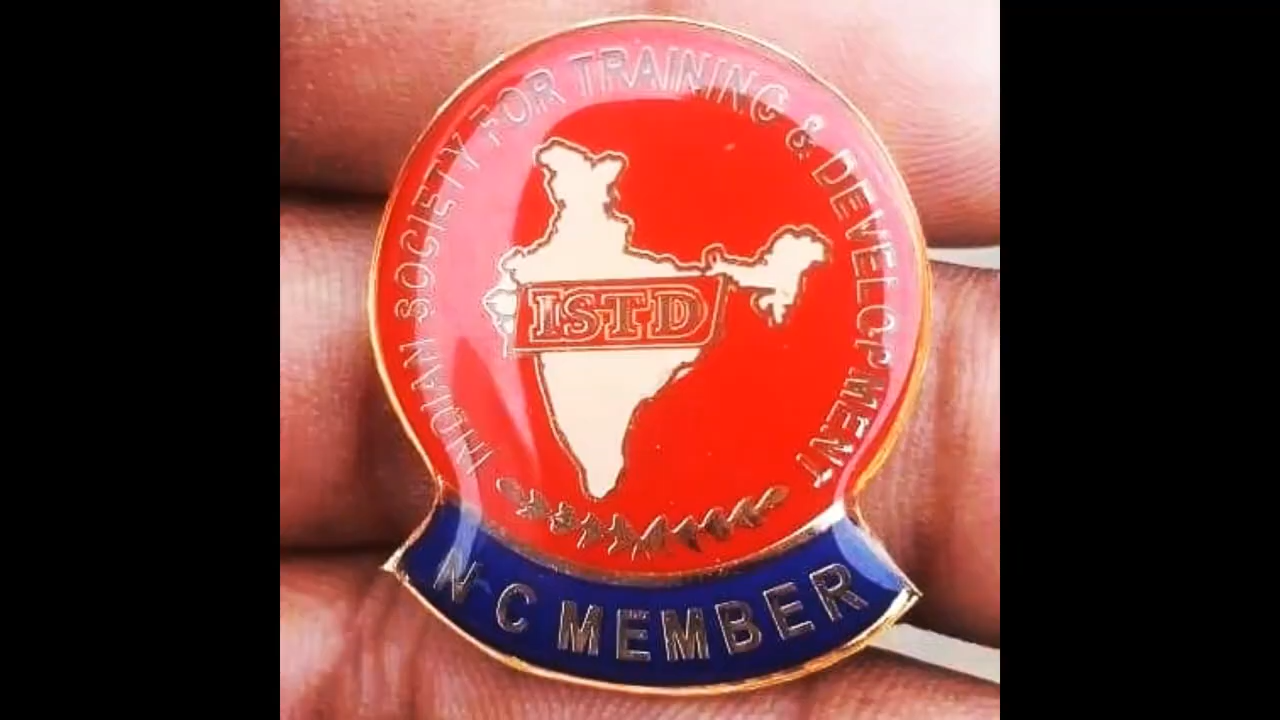 INDIAN SOCIETY FOR TRAINING & DEVELOPMENT
ISTD
N C MEMBER